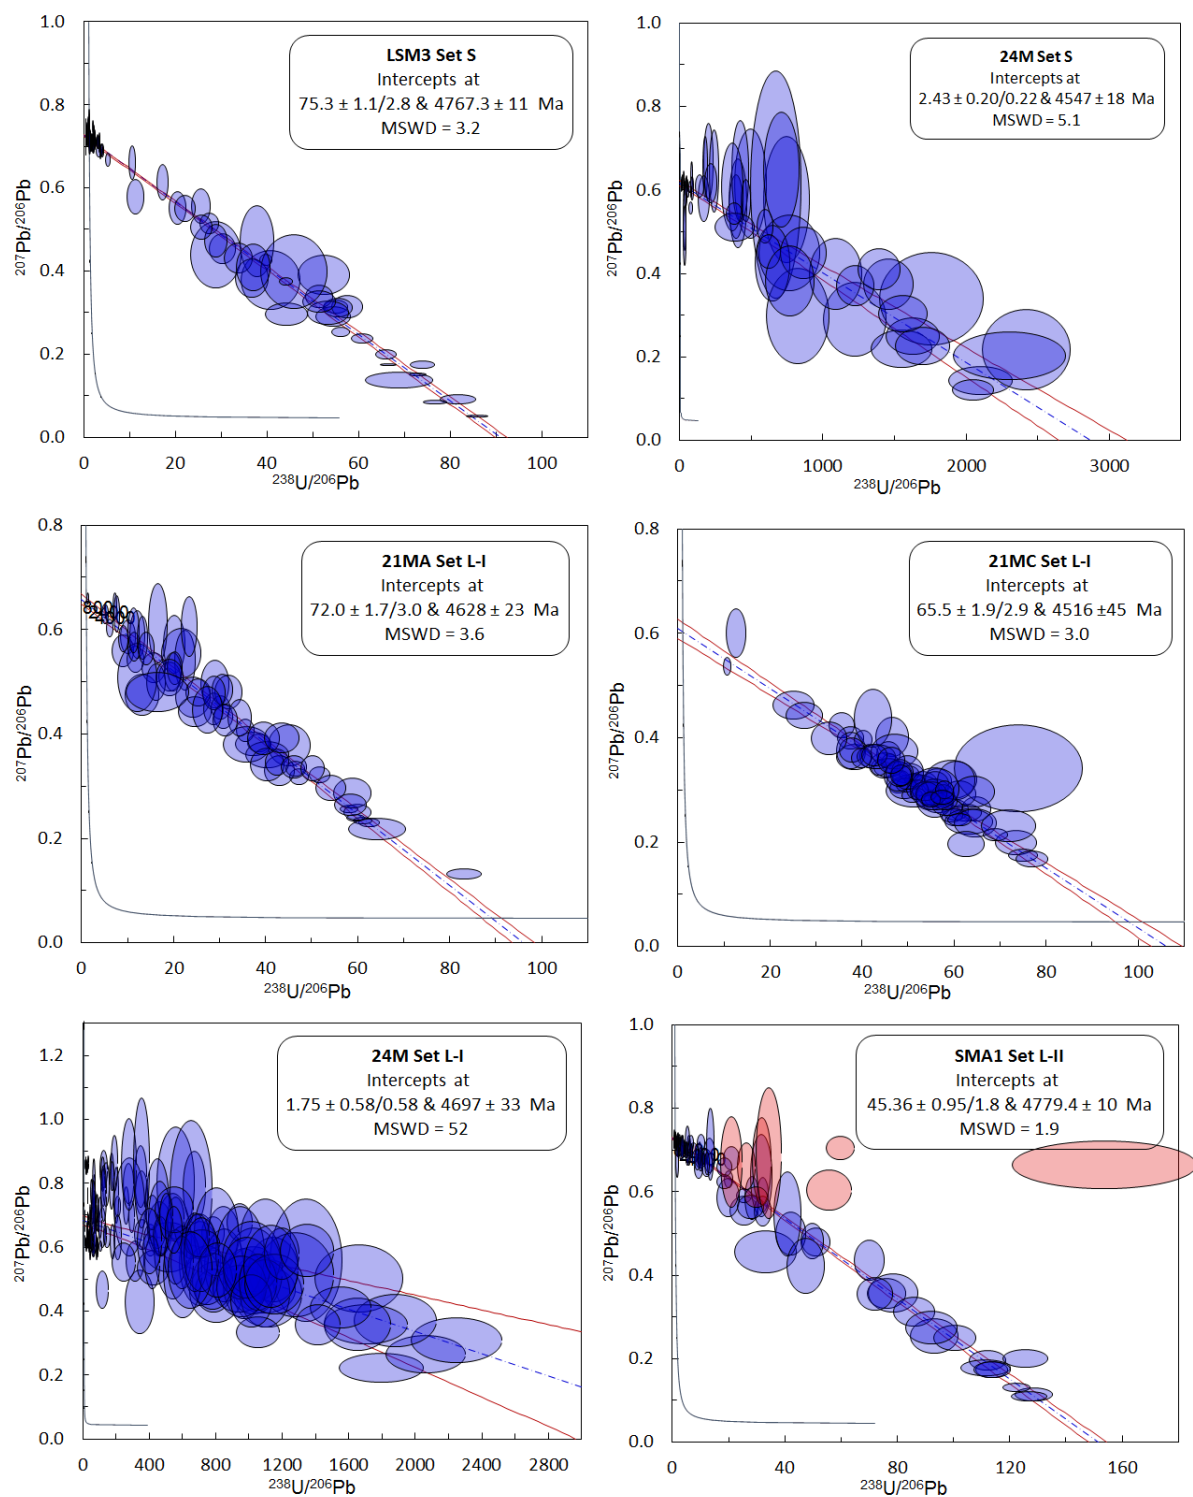 LSM3 Set S
Intercepts at
75.3 ± 1.1/2.8 & 4767.3 ± 11 Ma
MSWD = 3.2
1.0
0.8
0.6
0.4
0.2
0.0
0 20 40 60 80 100
207Pb/206Pb
238U/206Pb
24M Set S
Intercepts at
2.43 ± 0.20/0.22 & 4547 ± 18 Ma
MSWD = 5.1
1.0
0.8
0.6
0.4
0.2
0.0
0 1000 2000 3000
207Pb/206Pb
238U/206Pb
21MA Set L-I
Intercepts at
72.0 ± 1.7/3.0 & 4628 ± 23 Ma
MSWD = 3.6
0.8
0.6
0.4
0.2
0.0
0 20 40 60 80 100
207Pb/206Pb
238U/206Pb
21MC Set L-I
Intercepts at
65.5 ± 1.9/2.9 & 4516 ±45 Ma
MSWD = 3.0
0.8
0.6
0.4
0.2
0.0
0 20 40 60 80 100
207Pb/206Pb
238U/206Pb
24M Set L-I
Intercepts at
1.75 ± 0.58/0.58 & 4697 ± 33 Ma
MSWD = 52
1.2
1.0
0.8
0.6
0.4
0.2
0.0
0 400 800 1200 1600 2000 2400 2800
207Pb/206Pb
238U/206Pb
SMA1 Set L-II
Intercepts at
45.36 ± 0.95/1.8 & 4779.4 ± 10 Ma
MSWD = 1.9
1.0
0.8
0.6
0.4
0.2
0.0
0 40 80 120 160
207Pb/206Pb
238U/206Pb